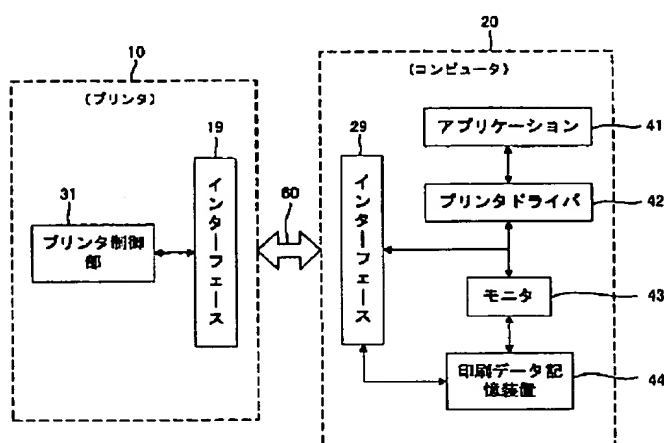 10
(プリンタ)
31
プリンタ制御
部
19
インターフェース
60
20
(コンピュータ)
29
インターフェース
アプリケーション
41
プリンタドライバ
42
モニタ
43
印刷データ記
憶装置
44